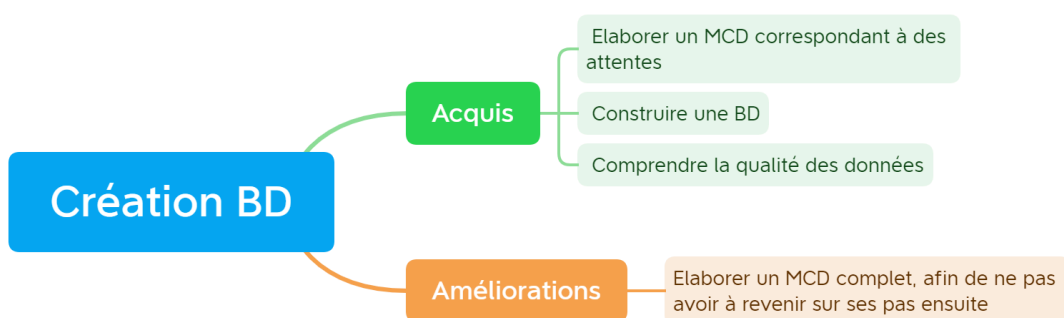 Création BD
Acquis
Elaborer un MCD correspondant à des
attentes
Construire une BD
Comprendre la qualité des données
Améliorations
Elaborer un MCD complet, afin de ne pas
avoir à revenir sur ses pas ensuite